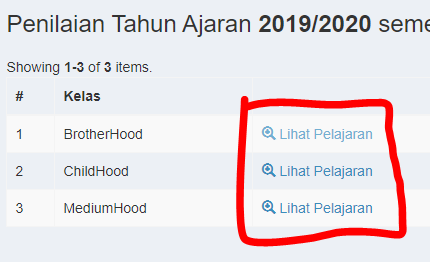 Penilaian Tahun Ajaran 2019/2020
Showing 1-3 of 3 items.
# Kelas
1 BrotherHood Lihat Pelajaran
2 ChildHood Lihat Pelajaran
3 MediumHood Lihat Pelajaran